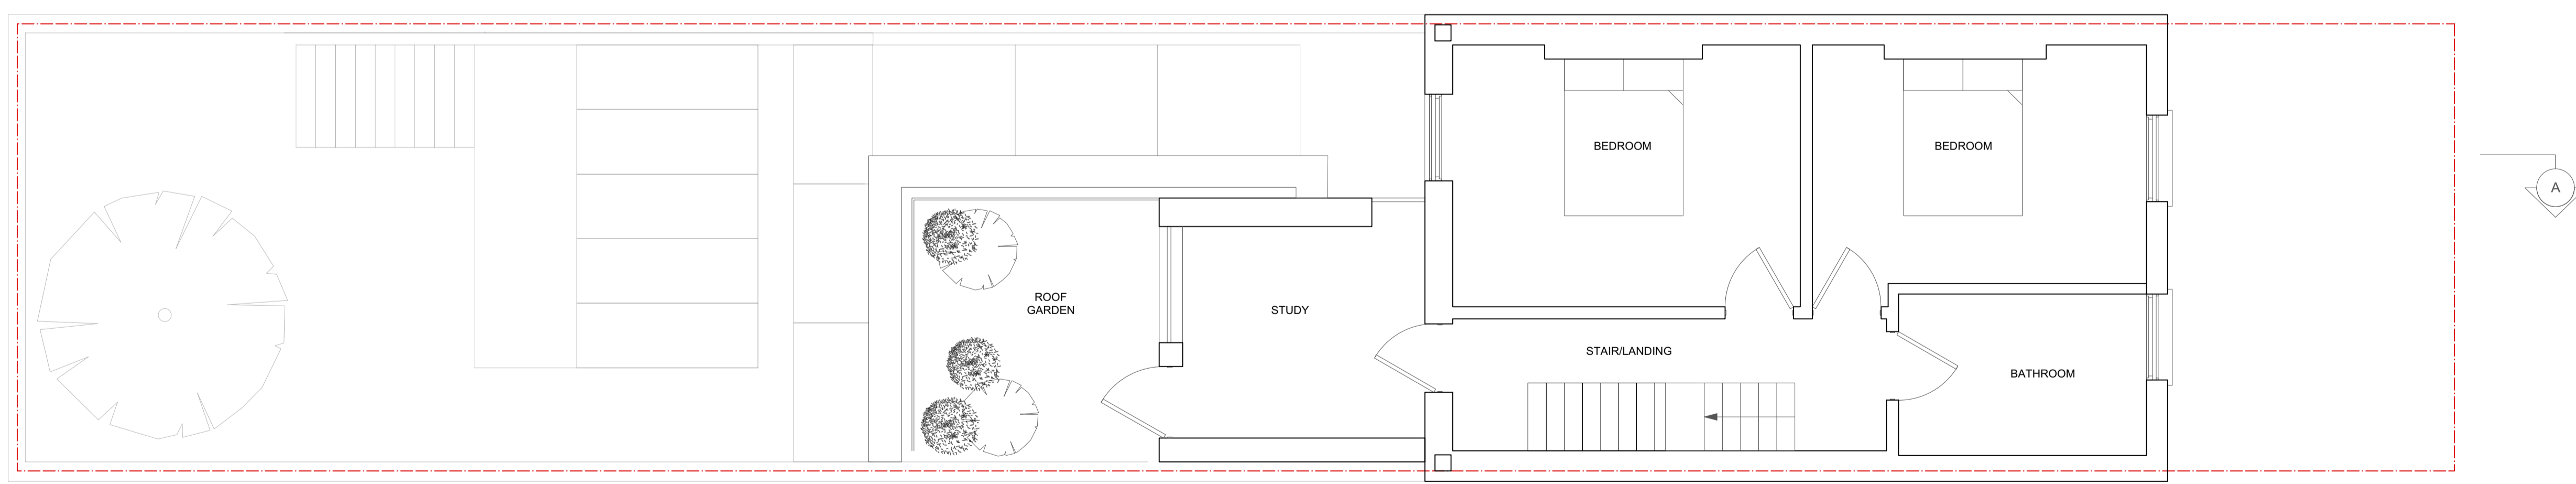 BEDROOM
BEDROOM
A
ROOF
GARDEN
STUDY
STAIR/LANDING
BATHROOM